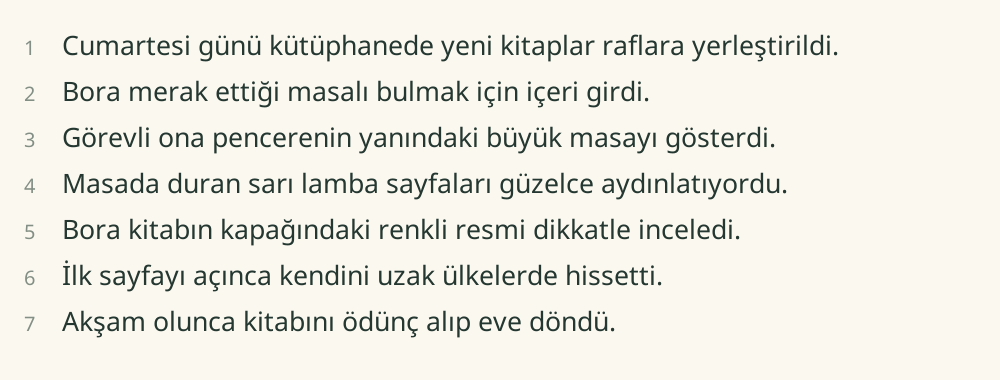 1 Cumartesi günü kütüphanede yeni kitaplar raflara yerleştirildi.
2 Bora merak ettiği masalı bulmak için içeri girdi.
3 Görevli ona pencerenin yanındaki büyük masayı gösterdi.
4 Masada duran sarı lamba sayfaları güzelce aydınlatıyordu.
5 Bora kitabın kapağındaki renkli resmi dikkatle inceledi.
6 İlk sayfayı açınca kendini uzak ülkelerde hissetti.
7 Akşam olunca kitabını ödünç alıp eve döndü.